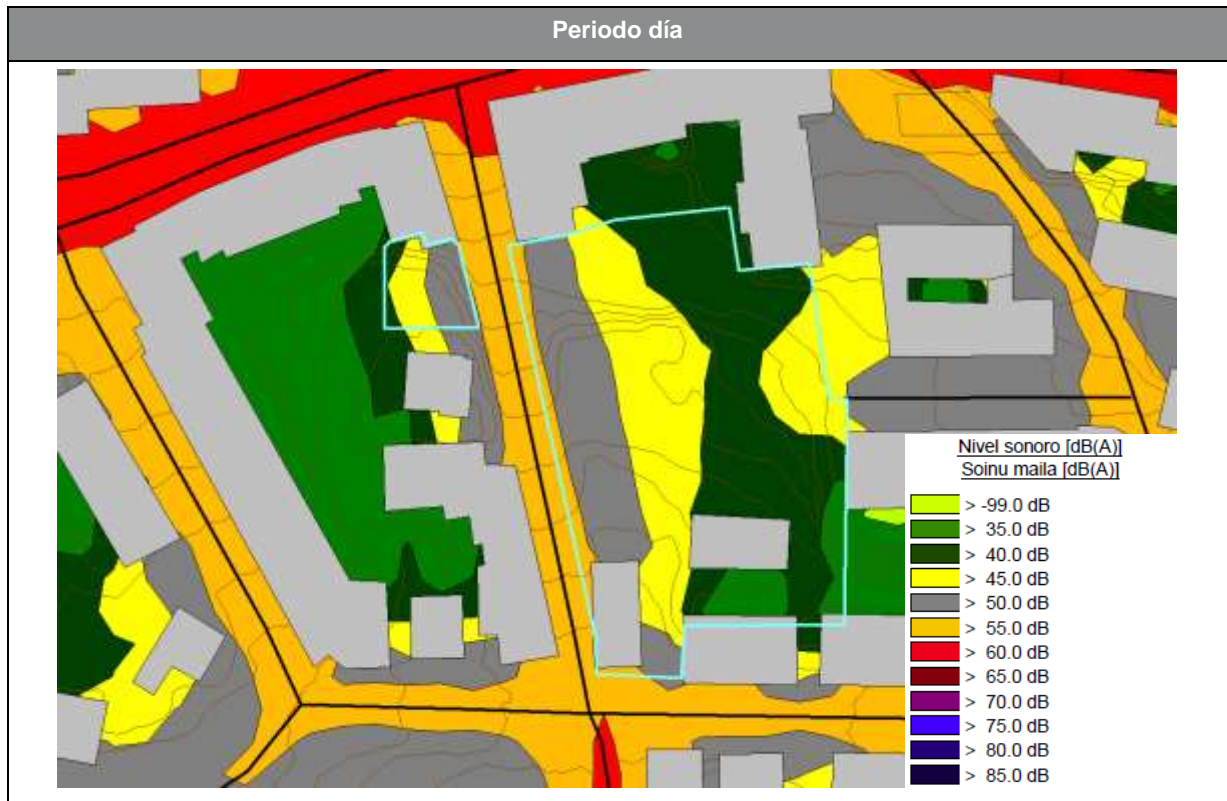 Periodo día
Nivel sonoro [dB(A)]
Soinu maila [dB(A)]
> -99.0 dB
> 35.0 dB
> 40.0 dB
> 45.0 dB
> 50.0 dB
> 55.0 dB
> 60.0 dB
> 65.0 dB
> 70.0 dB
> 75.0 dB
> 80.0 dB
> 85.0 dB